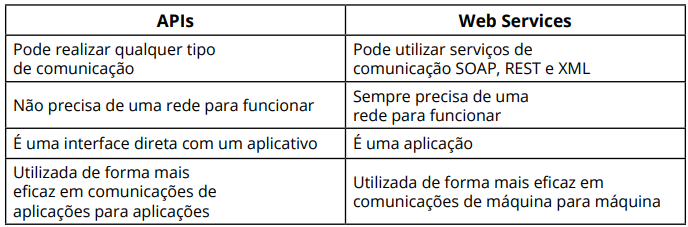 APIs
Web Services
Pode realizar qualquer tipo
de comunicação
Pode utilizar serviços de
comunicação SOAP, REST e XML
Não precisa de uma rede para funcionar
Sempre precisa de uma
rede para funcionar
É uma interface direta com um aplicativo
É uma aplicação
Utilizada de forma mais
eficaz em comunicações de
aplicações para aplicações
Utilizada de forma mais eficaz em
comunicações de máquina para máquina